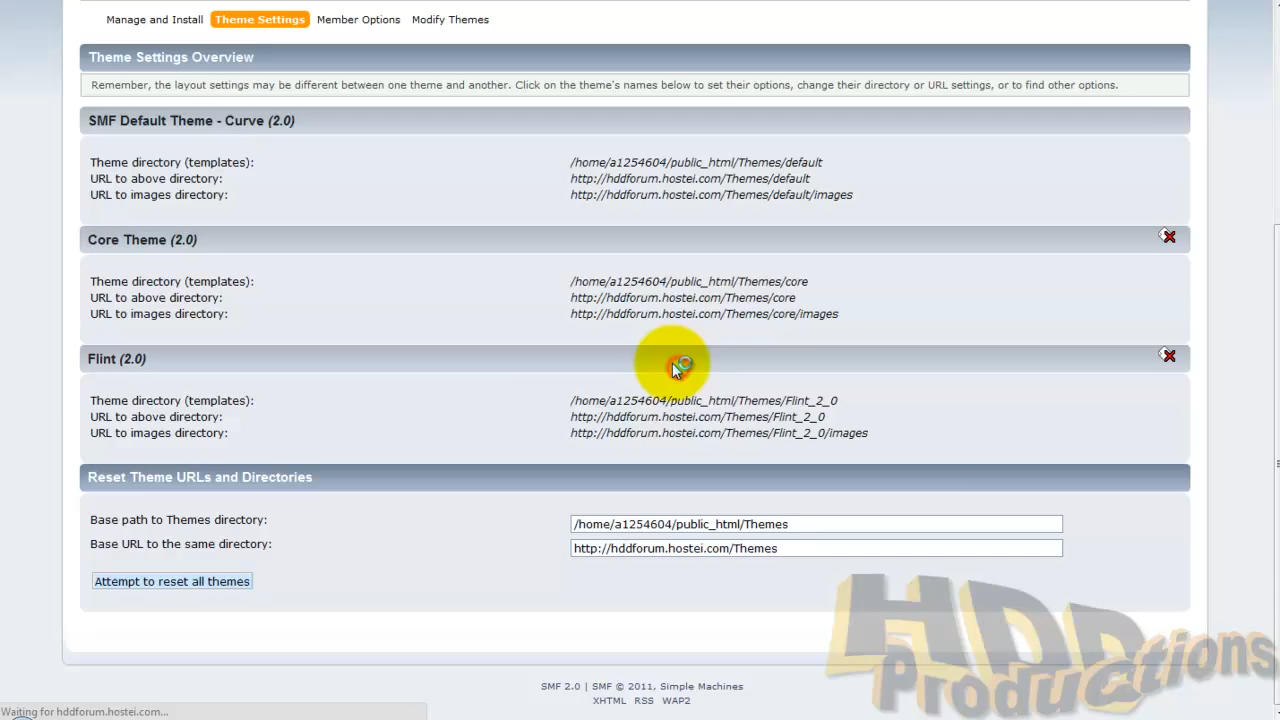 Manage and Install Theme Settings Member Options Modify Themes
Theme Settings Overview
Remember, the layout settings may be different between one theme and another. Click on the theme's names below to set their options, change their directory or URL settings, or to find other options.
SMF Default Theme - Curve (2.0)
Theme directory (templates): /home/a1254604/public_html/Themes/default
URL to above directory: http://hddforum.hostei.com/Themes/default
URL to images directory: http://hddforum.hostei.com/Themes/default/images
Core Theme (2.0)
Theme directory (templates): /home/a1254604/public_html/Themes/core
URL to above directory: http://hddforum.hostei.com/Themes/core
URL to images directory: http://hddforum.hostei.com/Themes/core/images
Flint (2.0)
Theme directory (templates): /home/a1254604/public_html/Themes/Flint_2_0
URL to above directory: http://hddforum.hostei.com/Themes/Flint_2_0
URL to images directory: http://hddforum.hostei.com/Themes/Flint_2_0/images
Reset Theme URLs and Directories
Base path to Themes directory: /home/a1254604/public_html/Themes
Base URL to the same directory: http://hddforum.hostei.com/Themes
Attempt to reset all themes
HDD
Productions
SMF 2.0 | SMF © 2011, Simple Machines
XHTML RSS WAP2
Waiting for hddforum.hostei.com...